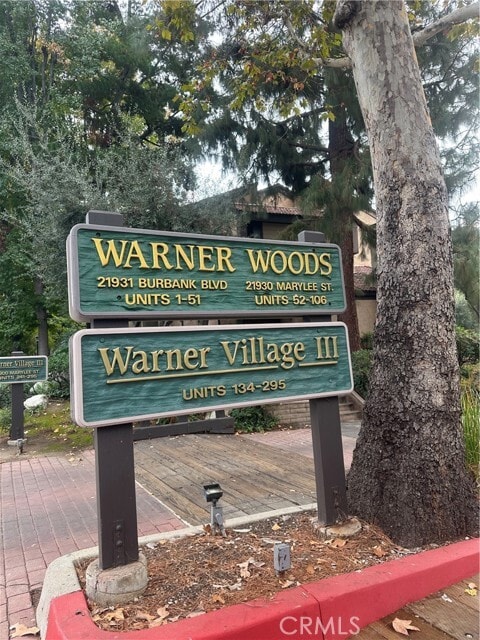 WARNER WOODS
21931 BURBANK BLVD 21930 MARYLEE ST.
UNITS 1-51 UNITS 52-106
Warner Village III
UNITS 134-295
CRMLS